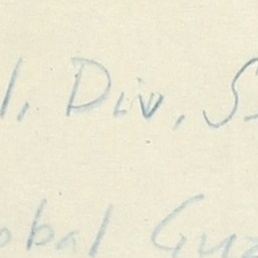 l. Div. S
obal Gu